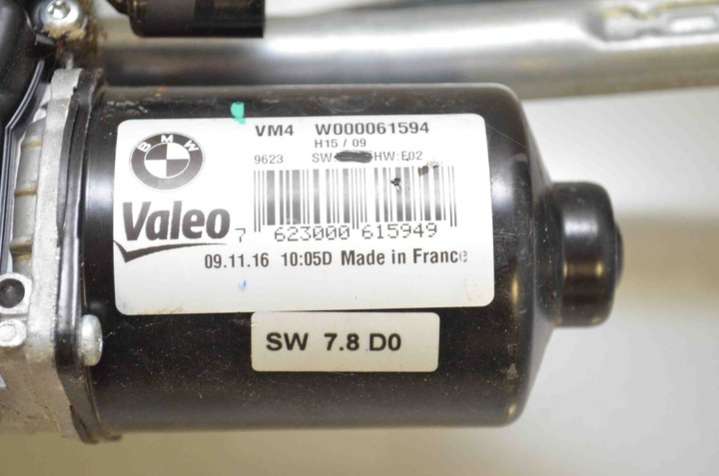 BMW
VM4 W000061594
H15 / 09
9623 SW HW:E02
Valeo
7 623000 615949
09.11.16 10:05D Made in France
SW 7.8 D0